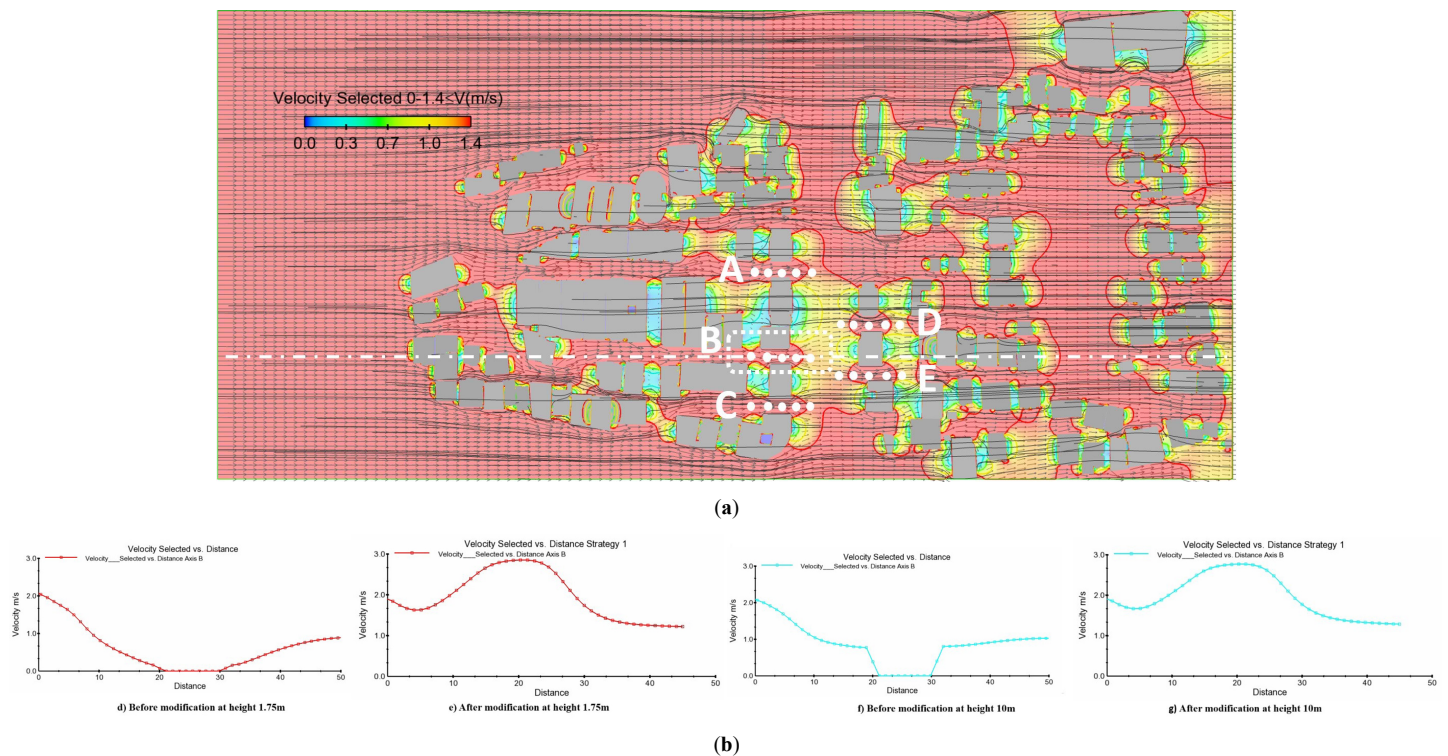 Velocity Selected 0-1.4≤V(m/s)
0.0 0.3 0.7 1.0 1.4
A
D
B
E
C
(a)
Velocity Selected vs. Distance
Velocity___Selected vs. Distance Axis B
3.0
2.0
1.0
0.0
Velocity m/s
0 10 20 30 40 50
Distance
d) Before modification at height 1.75m
Velocity Selected vs. Distance Strategy 1
Velocity___Selected vs. Distance Axis B
3.0
2.0
1.0
0.0
Velocity m/s
0 10 20 30 40 50
Distance
e) After modification at height 1.75m
Velocity Selected vs. Distance
Velocity___Selected vs. Distance Axis B
3.0
2.0
1.0
0.0
Velocity m/s
0 10 20 30 40 50
Distance
f) Before modification at height 10m
Velocity Selected vs. Distance Strategy 1
Velocity___Selected vs. Distance Axis B
3.0
2.0
1.0
0.0
Velocity m/s
0 10 20 30 40 50
Distance
g) After modification at height 10m
(b)